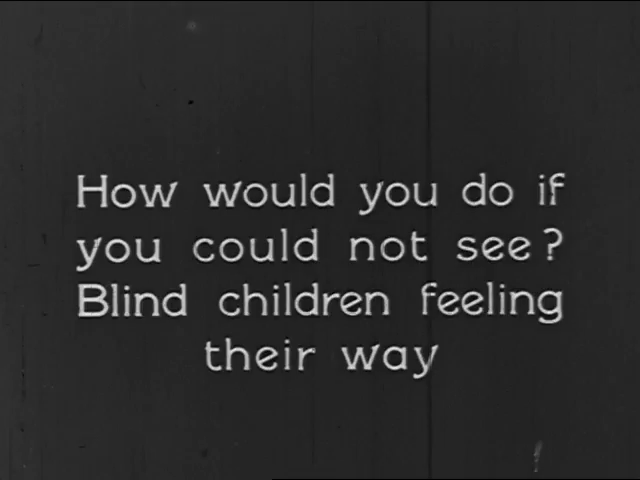 How would you do if
you could not see?
Blind children feeling
their way